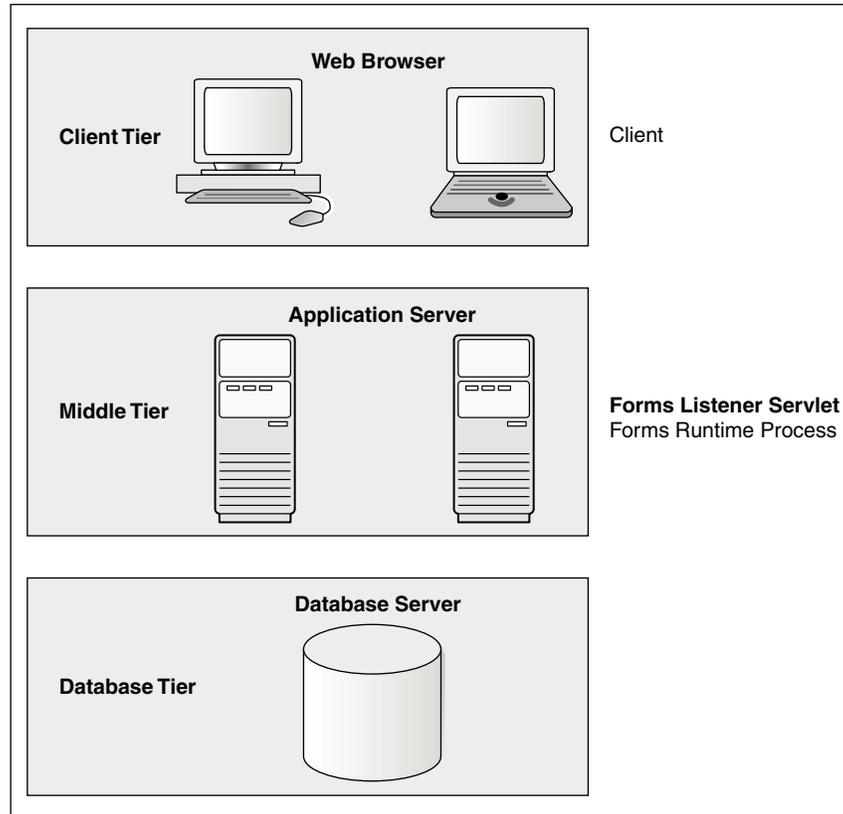 Web Browser
Client Tier
Client
Application Server
Middle Tier
Forms Listener Servlet
Forms Runtime Process
Database Server
Database Tier